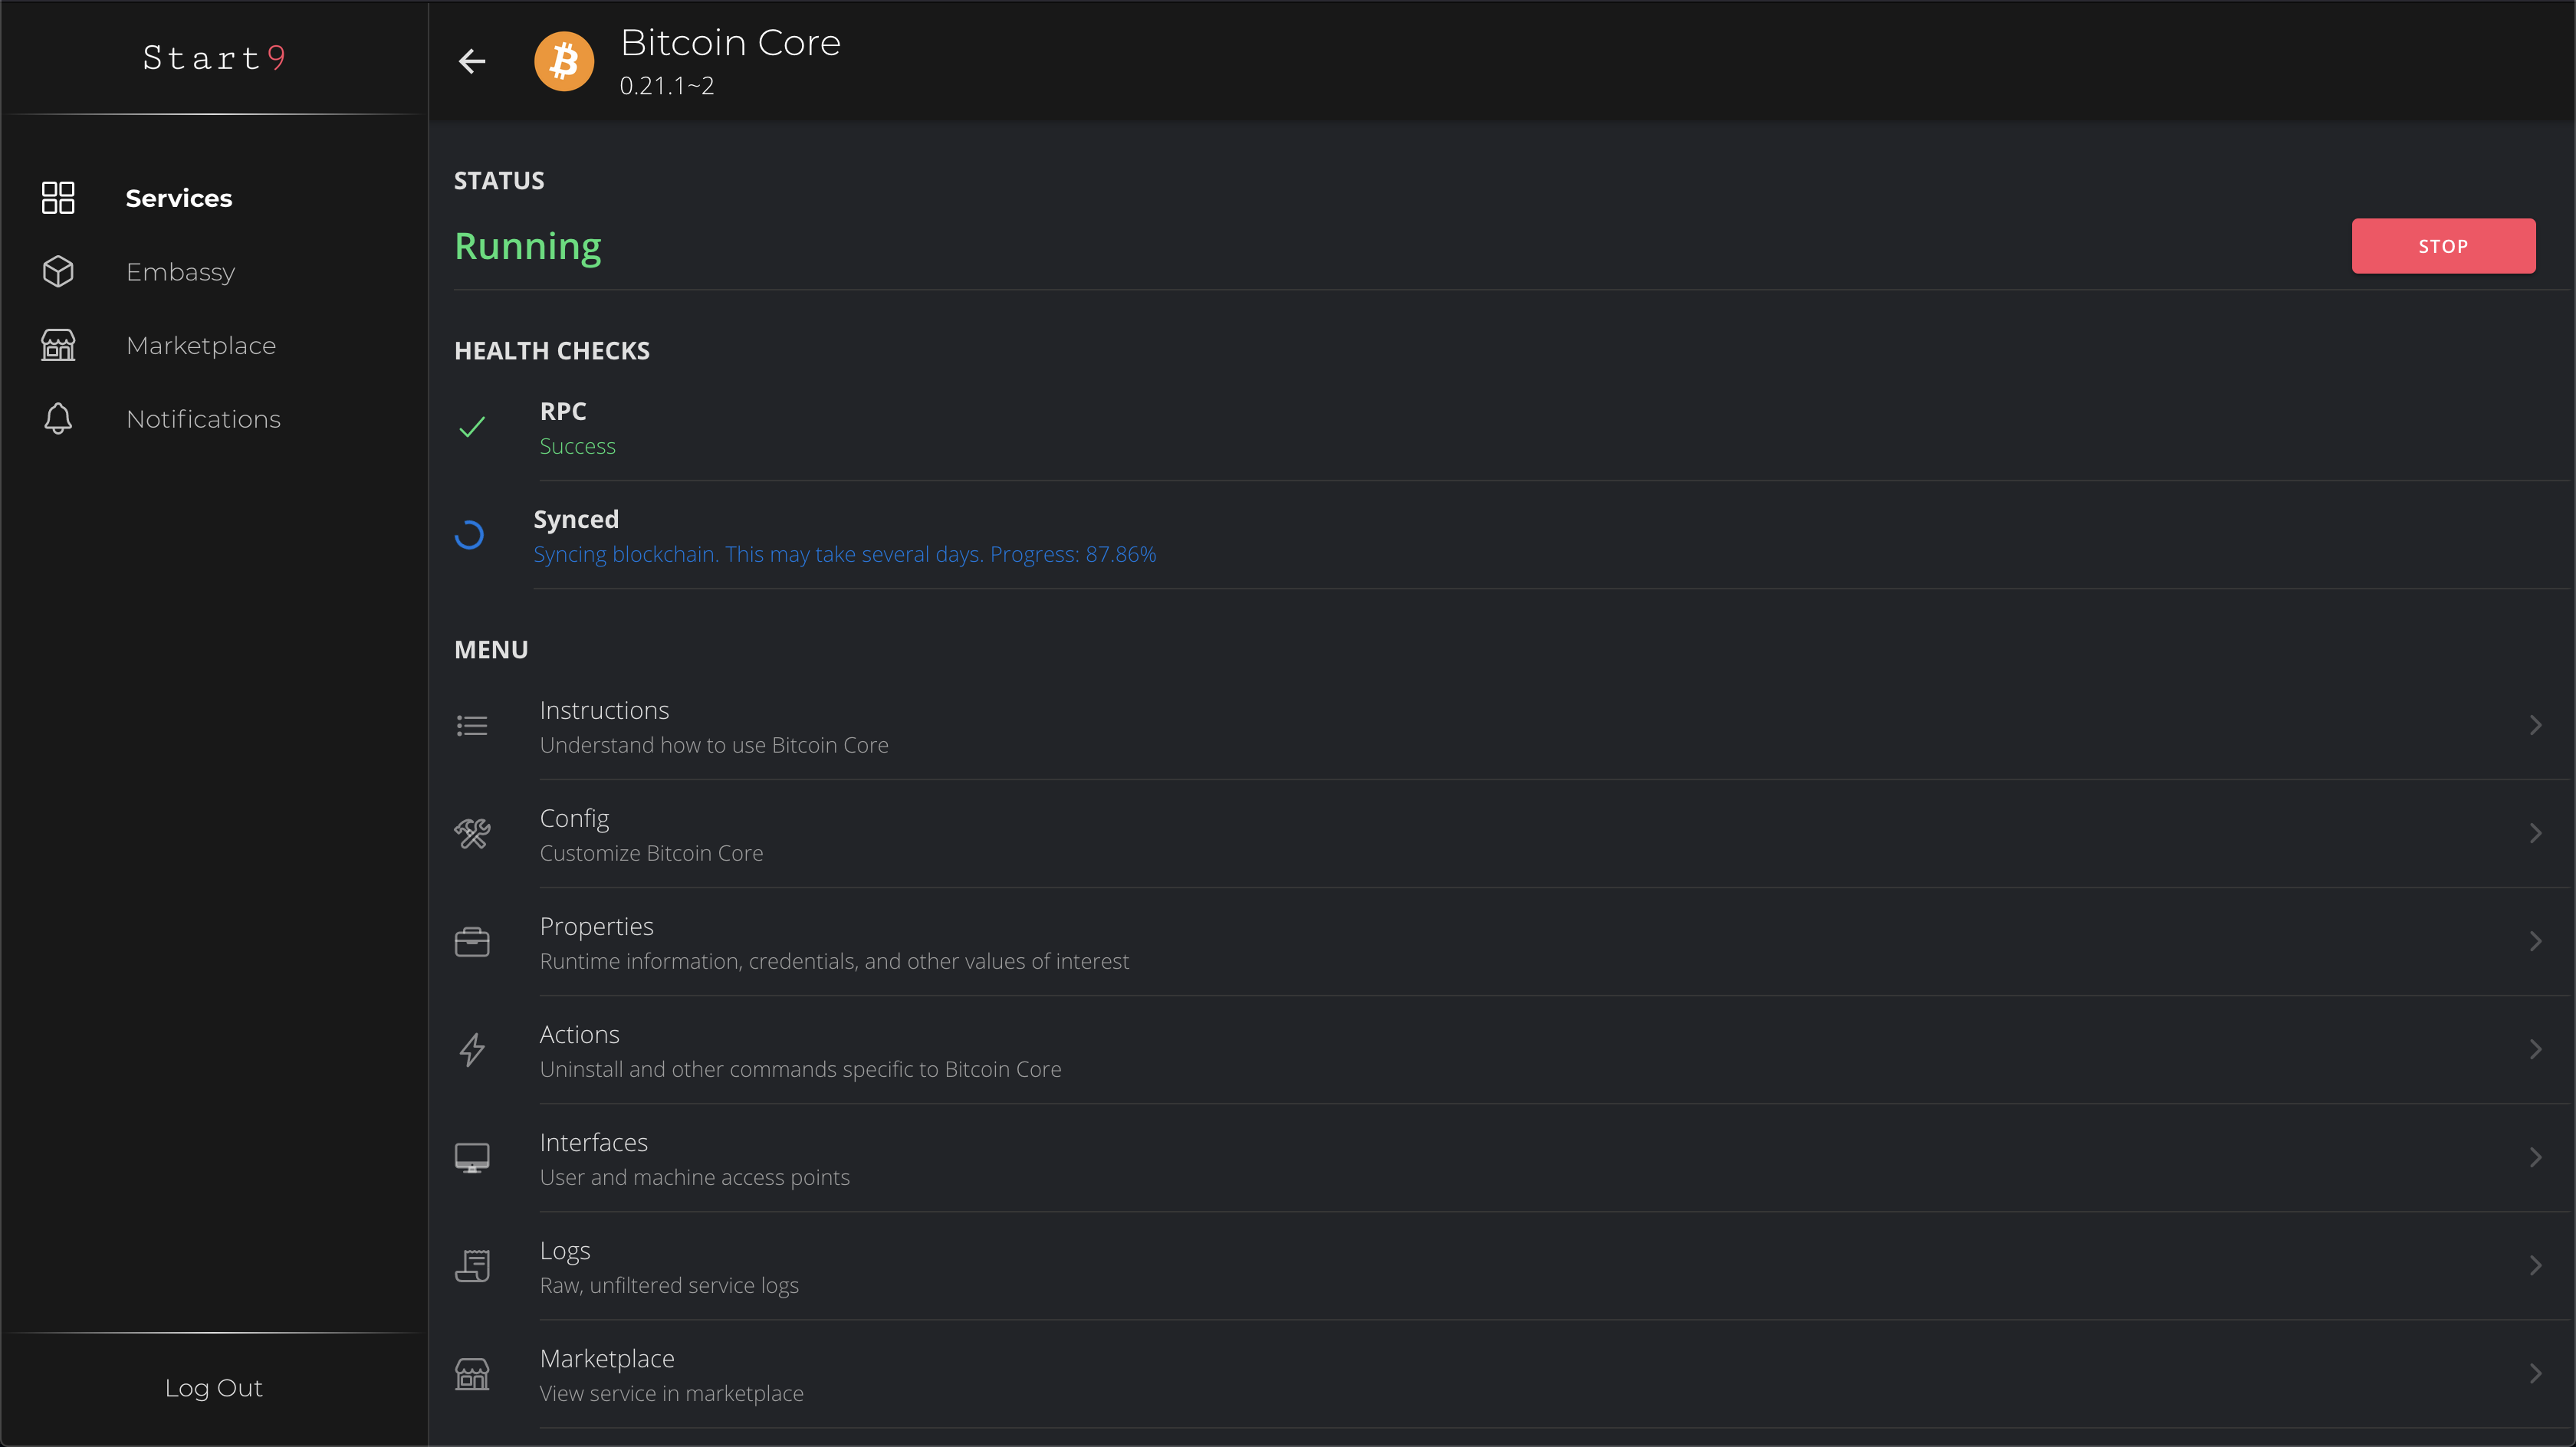 Start9
Services
Embassy
Marketplace
Notifications
Log Out
Bitcoin Core
0.21.1~2
STATUS
Running
STOP
HEALTH CHECKS
RPC
Success
Synced
Syncing blockchain. This may take several days. Progress: 87.86%
MENU
Instructions
Understand how to use Bitcoin Core
Config
Customize Bitcoin Core
Properties
Runtime information, credentials, and other values of interest
Actions
Uninstall and other commands specific to Bitcoin Core
Interfaces
User and machine access points
Logs
Raw, unfiltered service logs
Marketplace
View service in marketplace